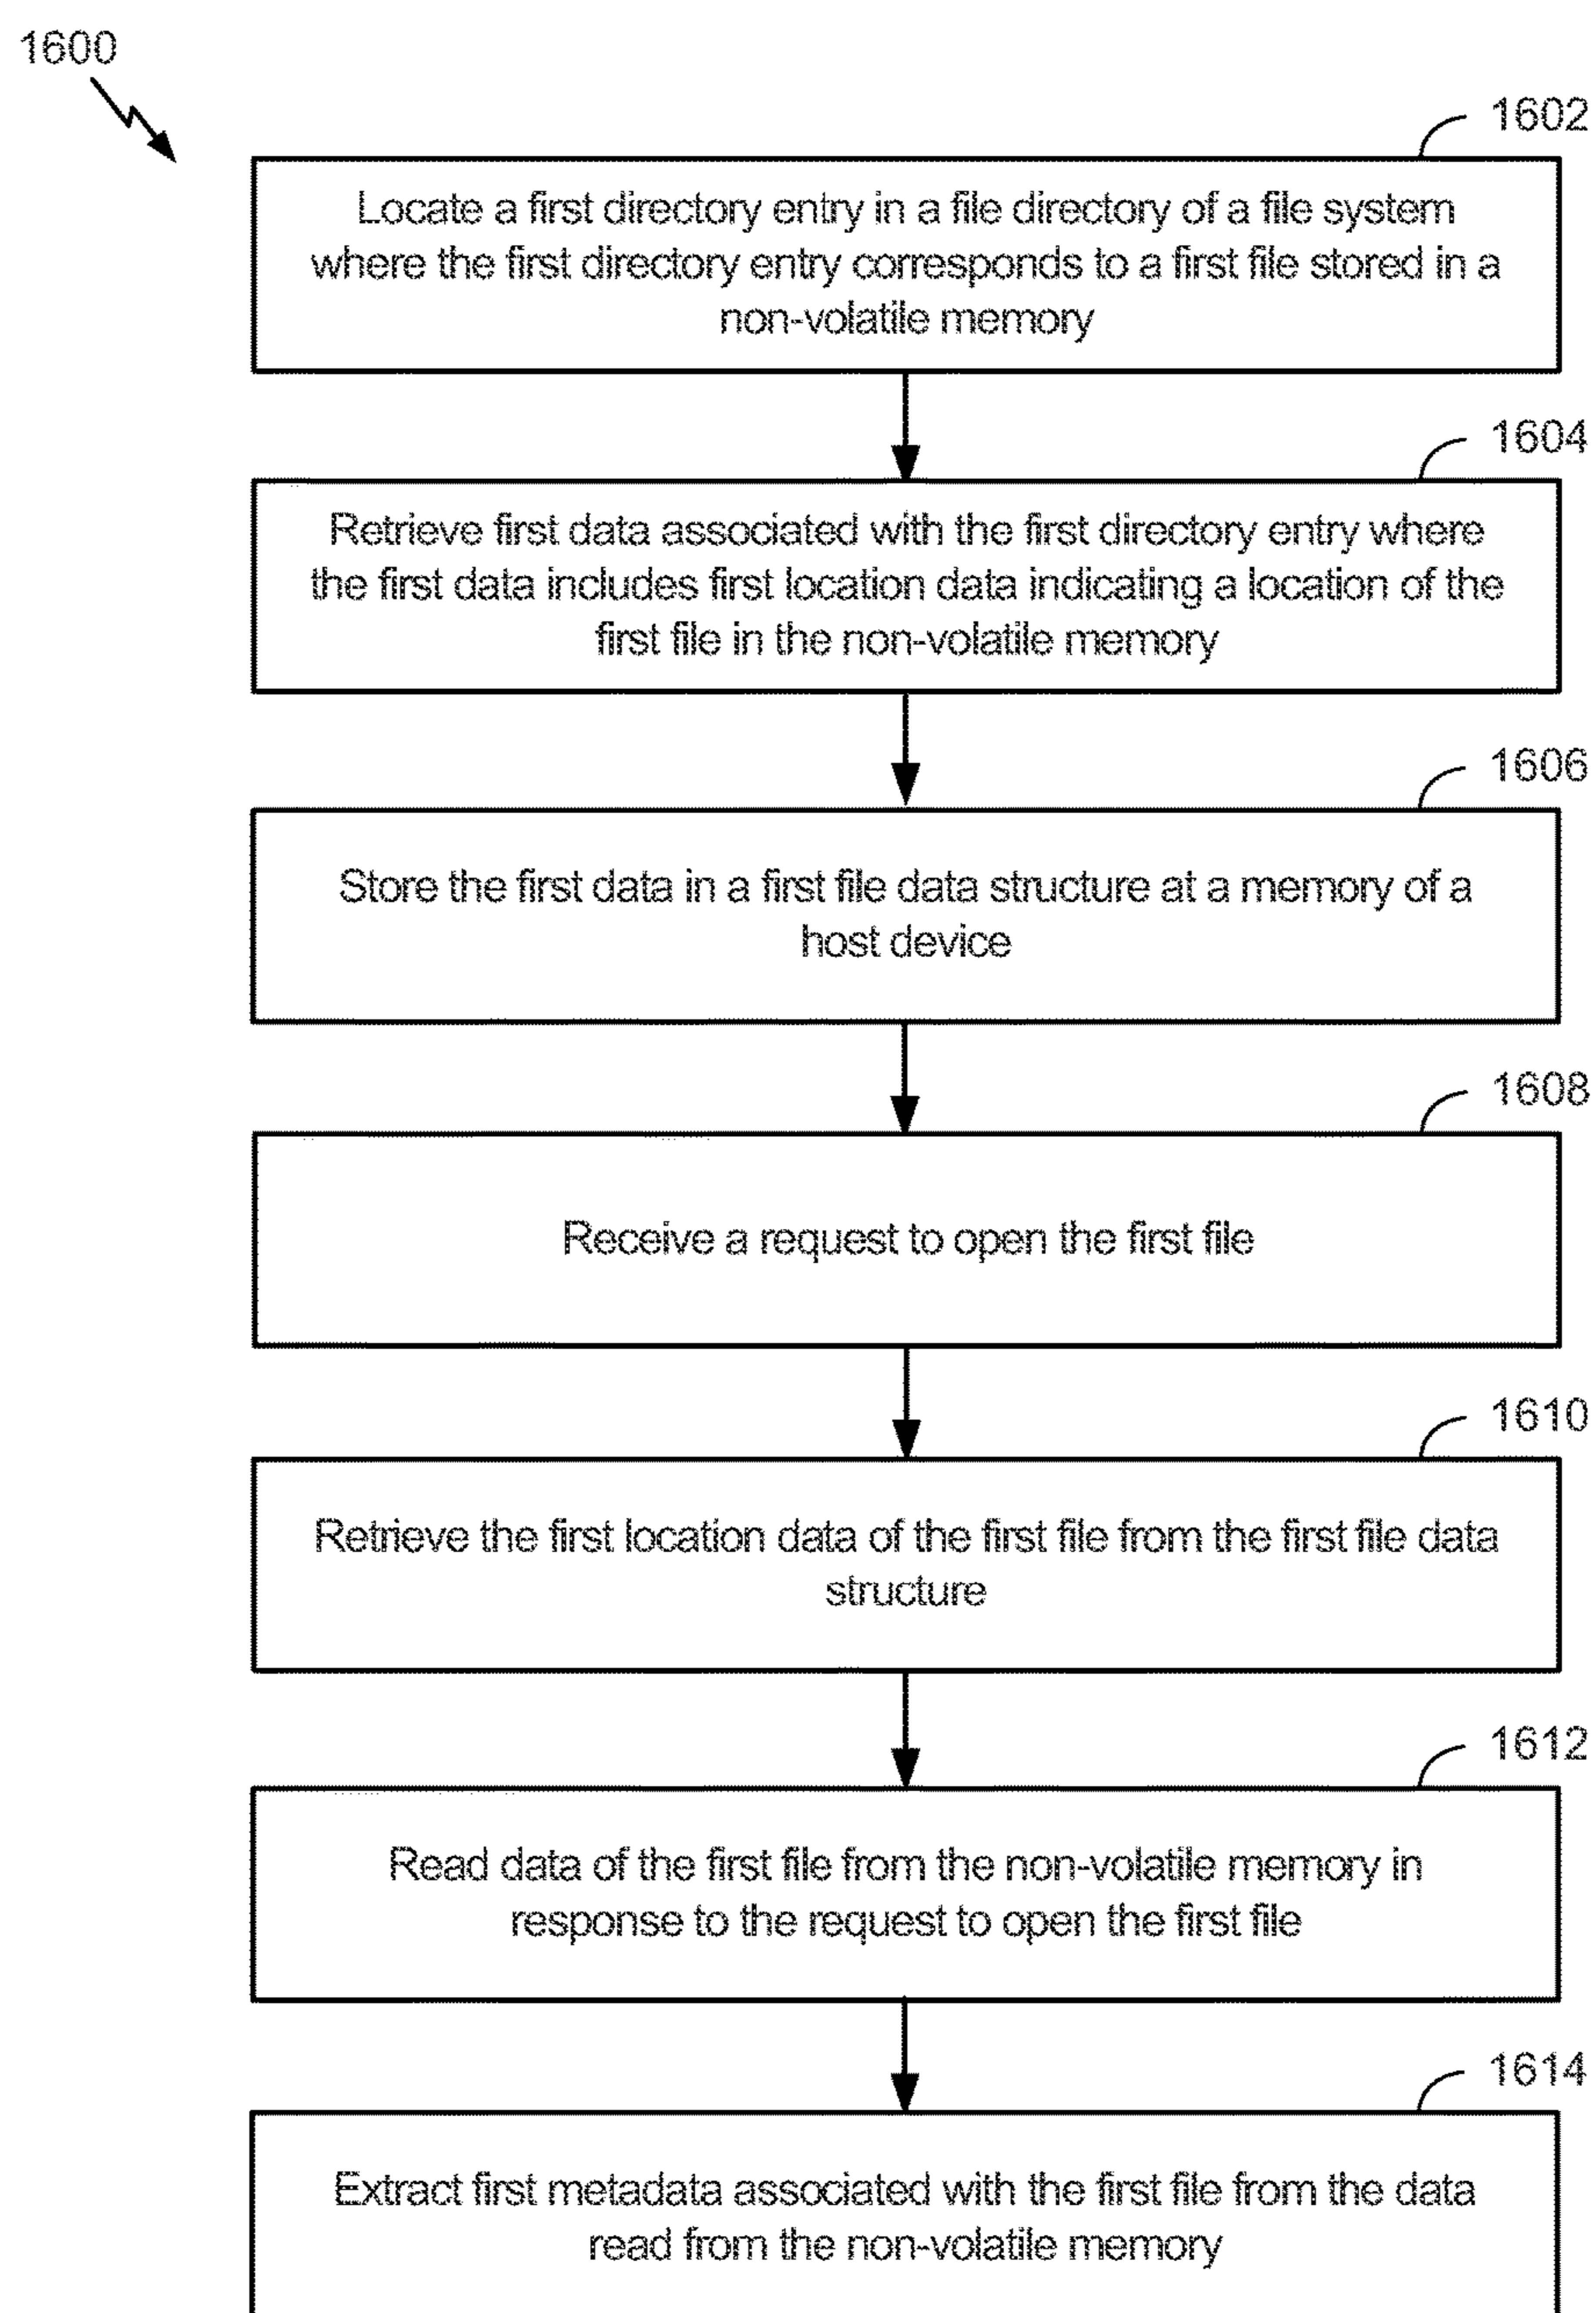 1600
1602
Locate a first directory entry in a file directory of a file system
where the first directory entry corresponds to a first file stored in a
non-volatile memory
1604
Retrieve first data associated with the first directory entry where
the first data includes first location data indicating a location of the
first file in the non-volatile memory
1606
Store the first data in a first file data structure at a memory of a
host device
1608
Receive a request to open the first file
1610
Retrieve the first location data of the first file from the first file data
structure
1612
Read data of the first file from the non-volatile memory in
response to the request to open the first file
1614
Extract first metadata associated with the first file from the data
read from the non-volatile memory